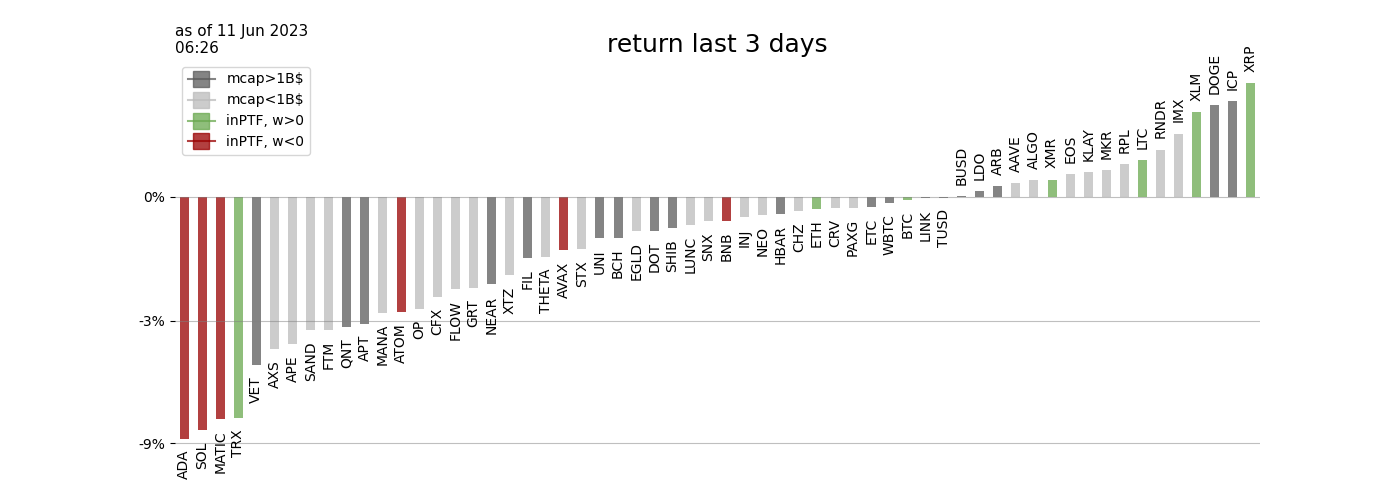 as of 11 Jun 2023
06:26
return last 3 days
mcap>1B$
mcap<1B$
inPTF, w>0
inPTF, w<0
0%
-3%
-9%
ADA
SOL
MATIC
TRX
VET
AXS
APE
SAND
FTM
QNT
APT
MANA
ATOM
OP
CFX
FLOW
GRT
NEAR
XTZ
FIL
THETA
AVAX
STX
UNI
BCH
EGLD
DOT
SHIB
LUNC
SNX
BNB
INJ
NEO
HBAR
CHZ
ETH
CRV
PAXG
ETC
WBTC
BTC
LINK
TUSD
BUSD
LDO
ARB
AAVE
ALGO
XMR
EOS
KLAY
MKR
RPL
LTC
RNDR
IMX
XLM
DOGE
ICP
XRP